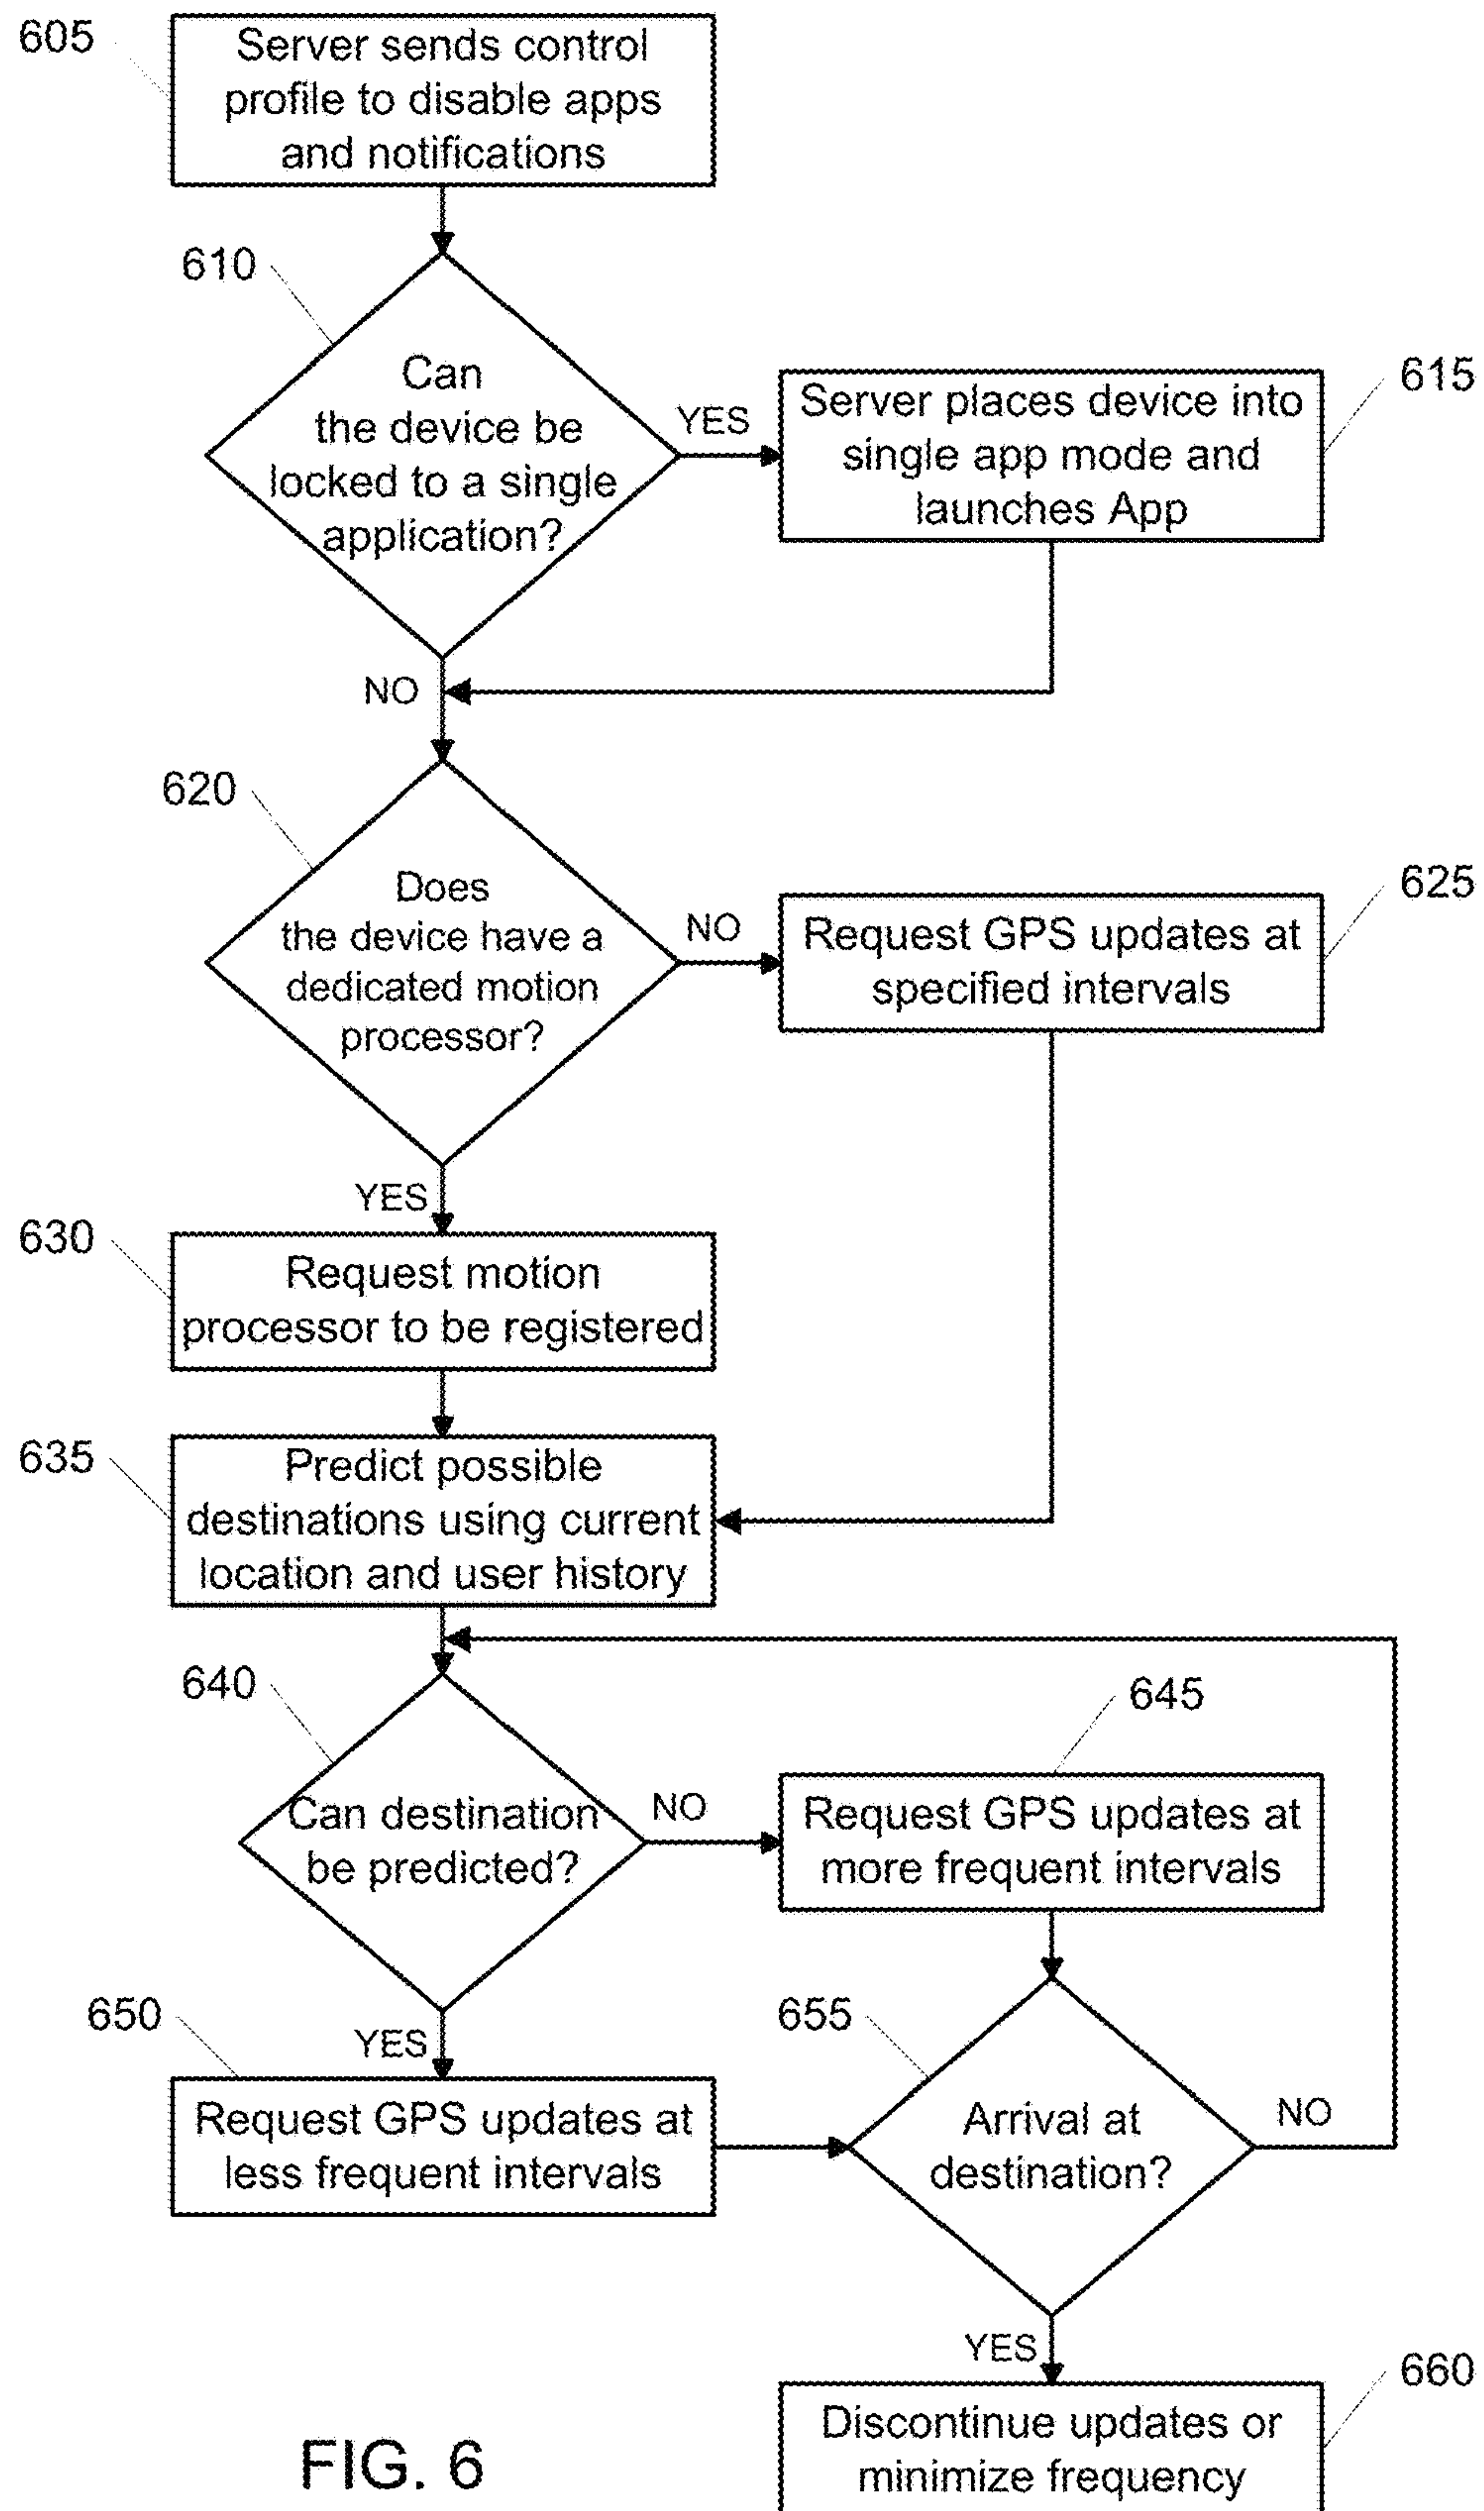 605
Server sends control
profile to disable apps
and notifications
610
Can
the device be
locked to a single
application?
YES
615
Server places device into
single app mode and
launches App
NO
620
Does
the device have a
dedicated motion
processor?
NO
625
Request GPS updates at
specified intervals
YES
630
Request motion
processor to be registered
635
Predict possible
destinations using current
location and user history
640
Can destination
be predicted?
NO
645
Request GPS updates at
more frequent intervals
YES
650
Request GPS updates at
less frequent intervals
655
Arrival at
destination?
NO
YES
660
Discontinue updates or
minimize frequency
FIG. 6